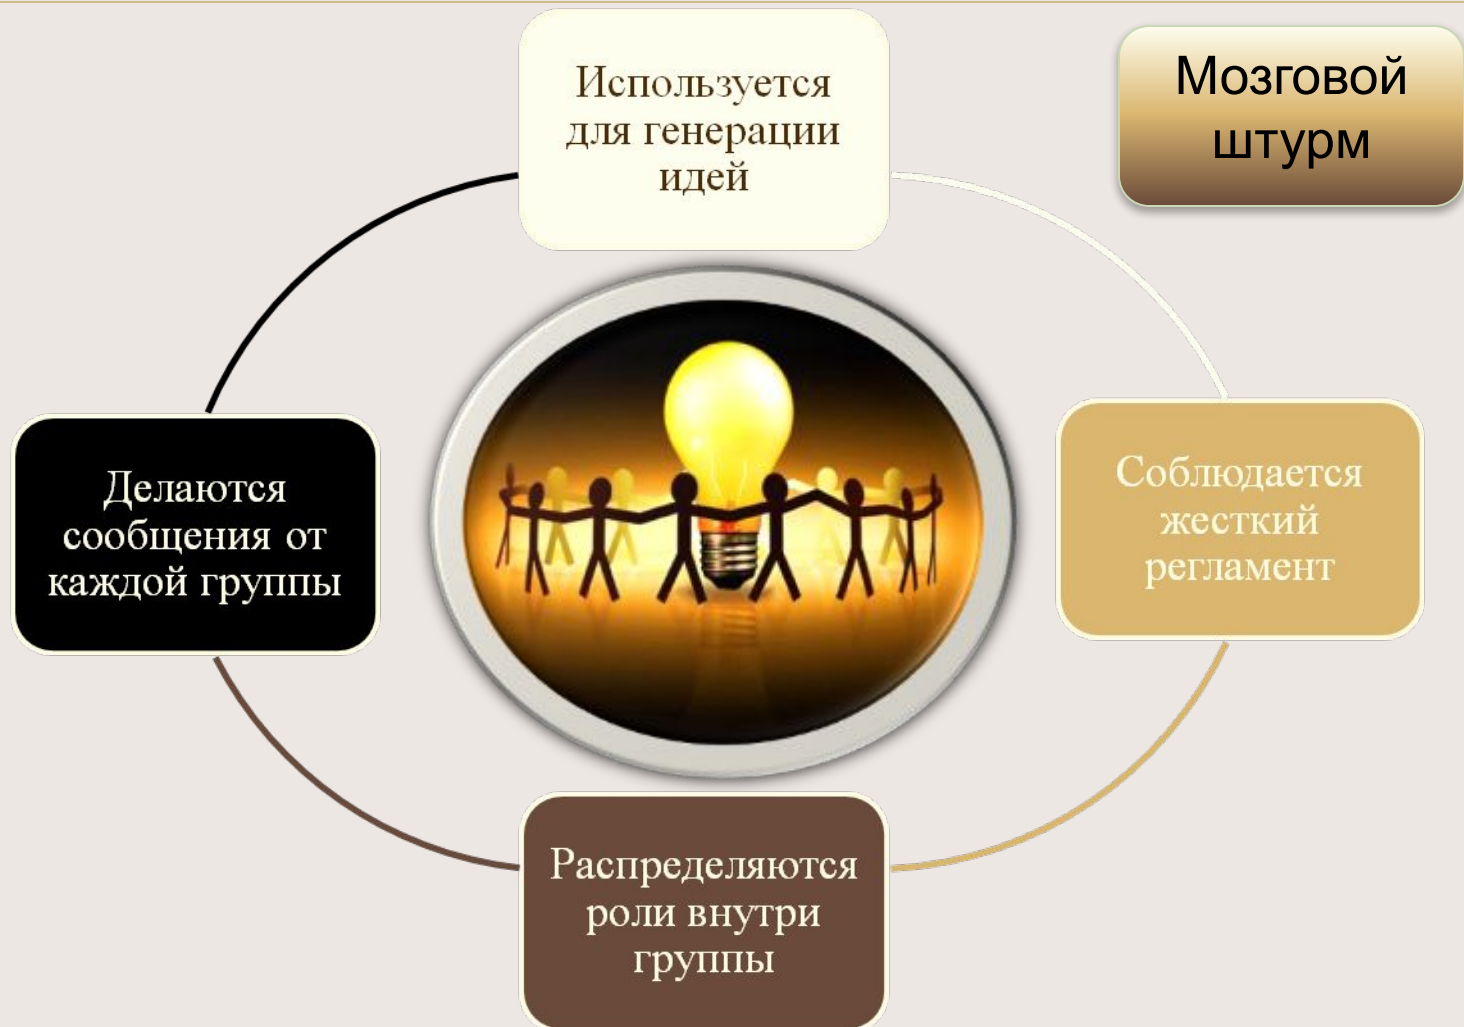 Мозговой
штурм
Используется
для генерации
идей
Соблюдается
жесткий
регламент
Распределяются
роли внутри
группы
Делаются
сообщения от
каждой группы